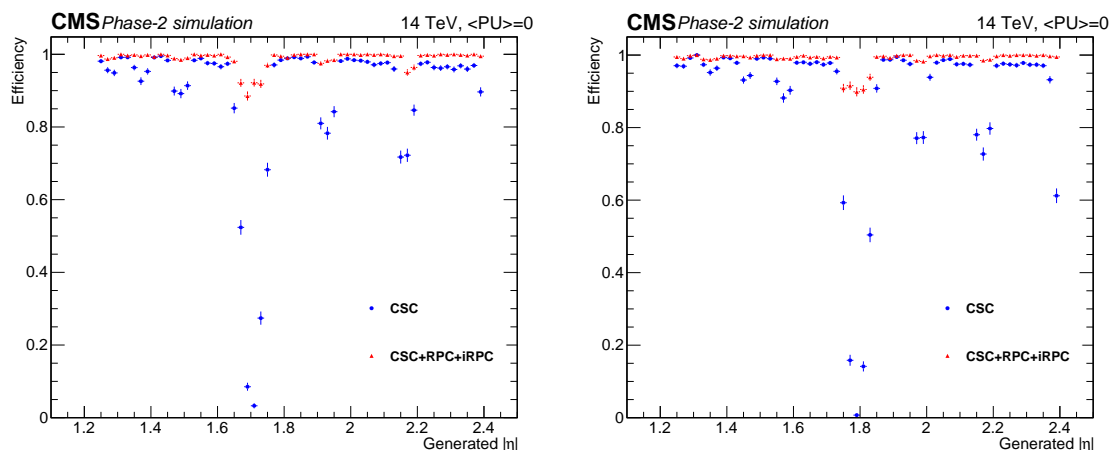 CMS Phase-2 simulation 14 TeV, <PU>=0
Efficiency
1
0.8
0.6
0.4
0.2
0
CSC
CSC+RPC+iRPC
1.2 1.4 1.6 1.8 2 2.2 2.4
Generated |η|
CMS Phase-2 simulation 14 TeV, <PU>=0
Efficiency
1
0.8
0.6
0.4
0.2
0
CSC
CSC+RPC+iRPC
1.2 1.4 1.6 1.8 2 2.2 2.4
Generated |η|